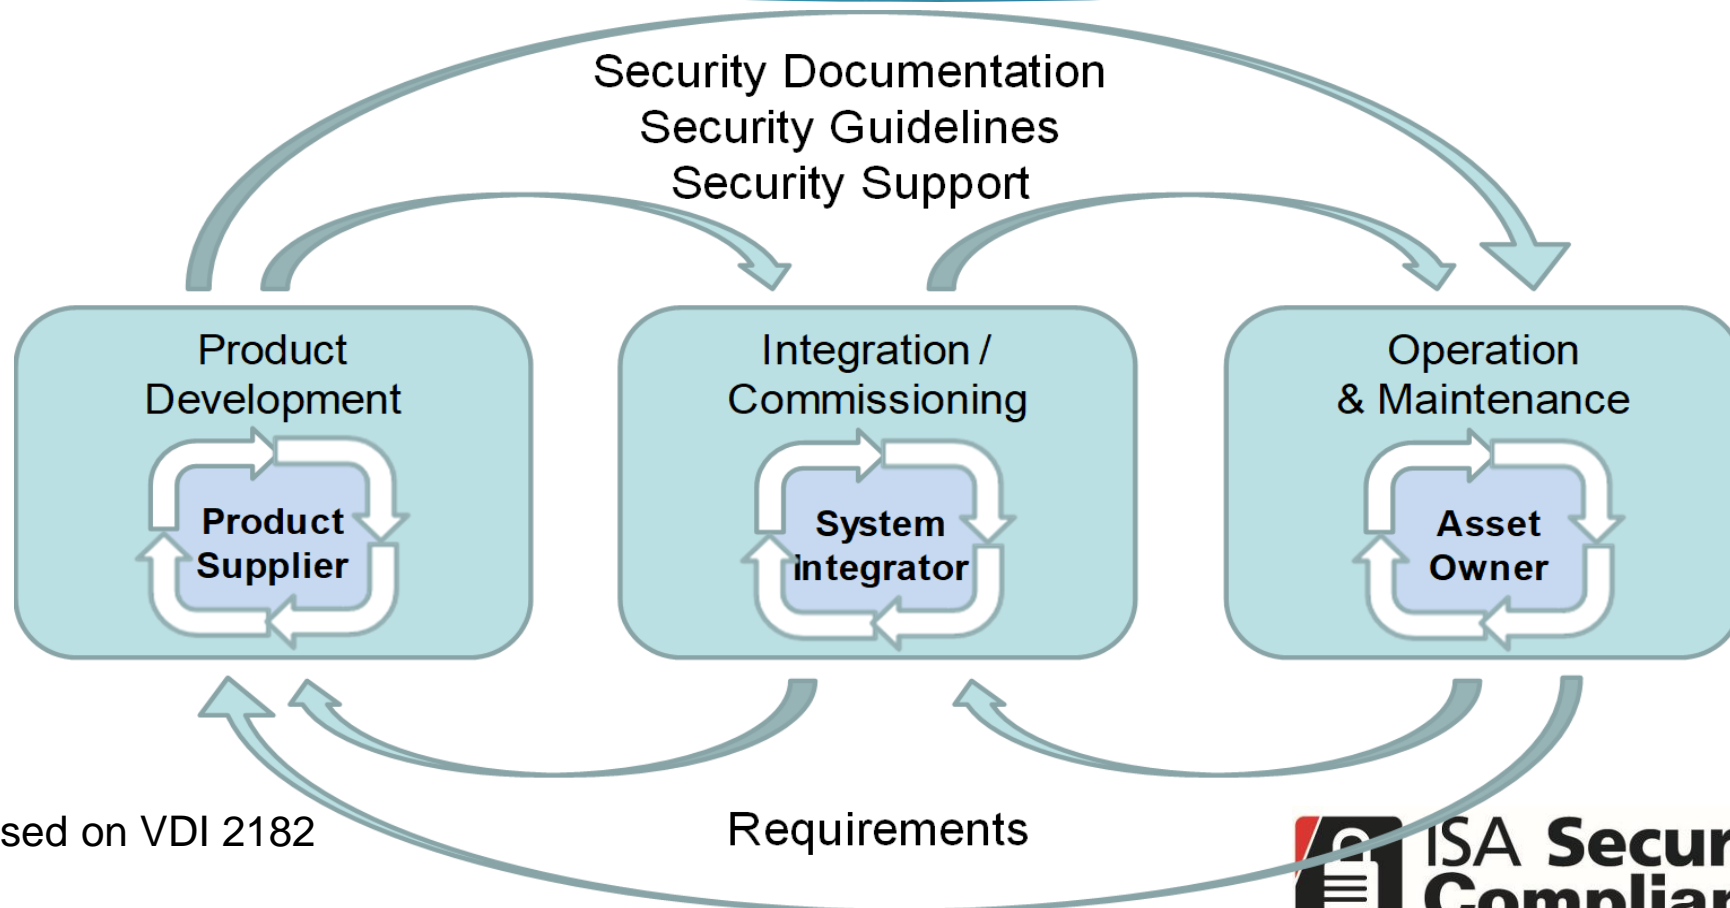 Security Documentation
Security Guidelines
Security Support
Product
Development
Product
Supplier
Integration /
Commissioning
System
Integrator
Operation
& Maintenance
Asset
Owner
Requirements
sed on VDI 2182
ISA Secur
Complian